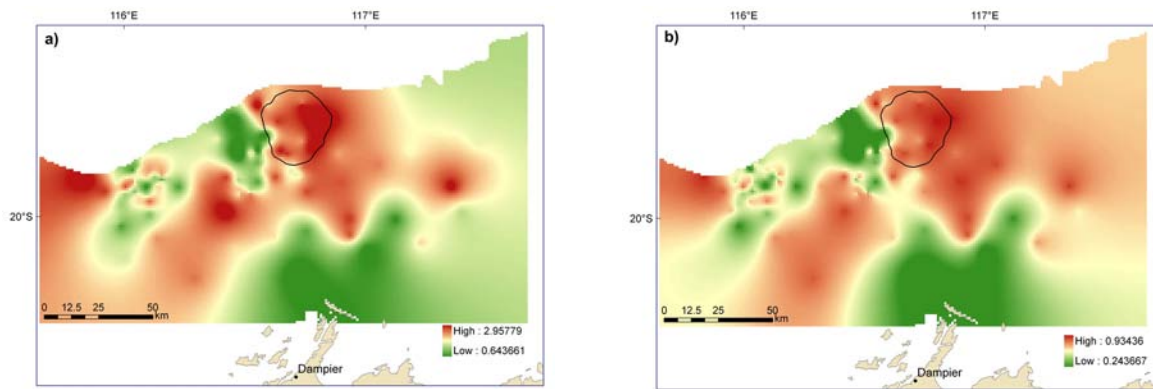 116°E 117°E
a)
20°S
0 12.5 25 50
km
High : 2.95779
Low : 0.643661
Dampier
116°E 117°E
b)
20°S
0 12.5 25 50
km
High : 0.93436
Low : 0.243667
Dampier